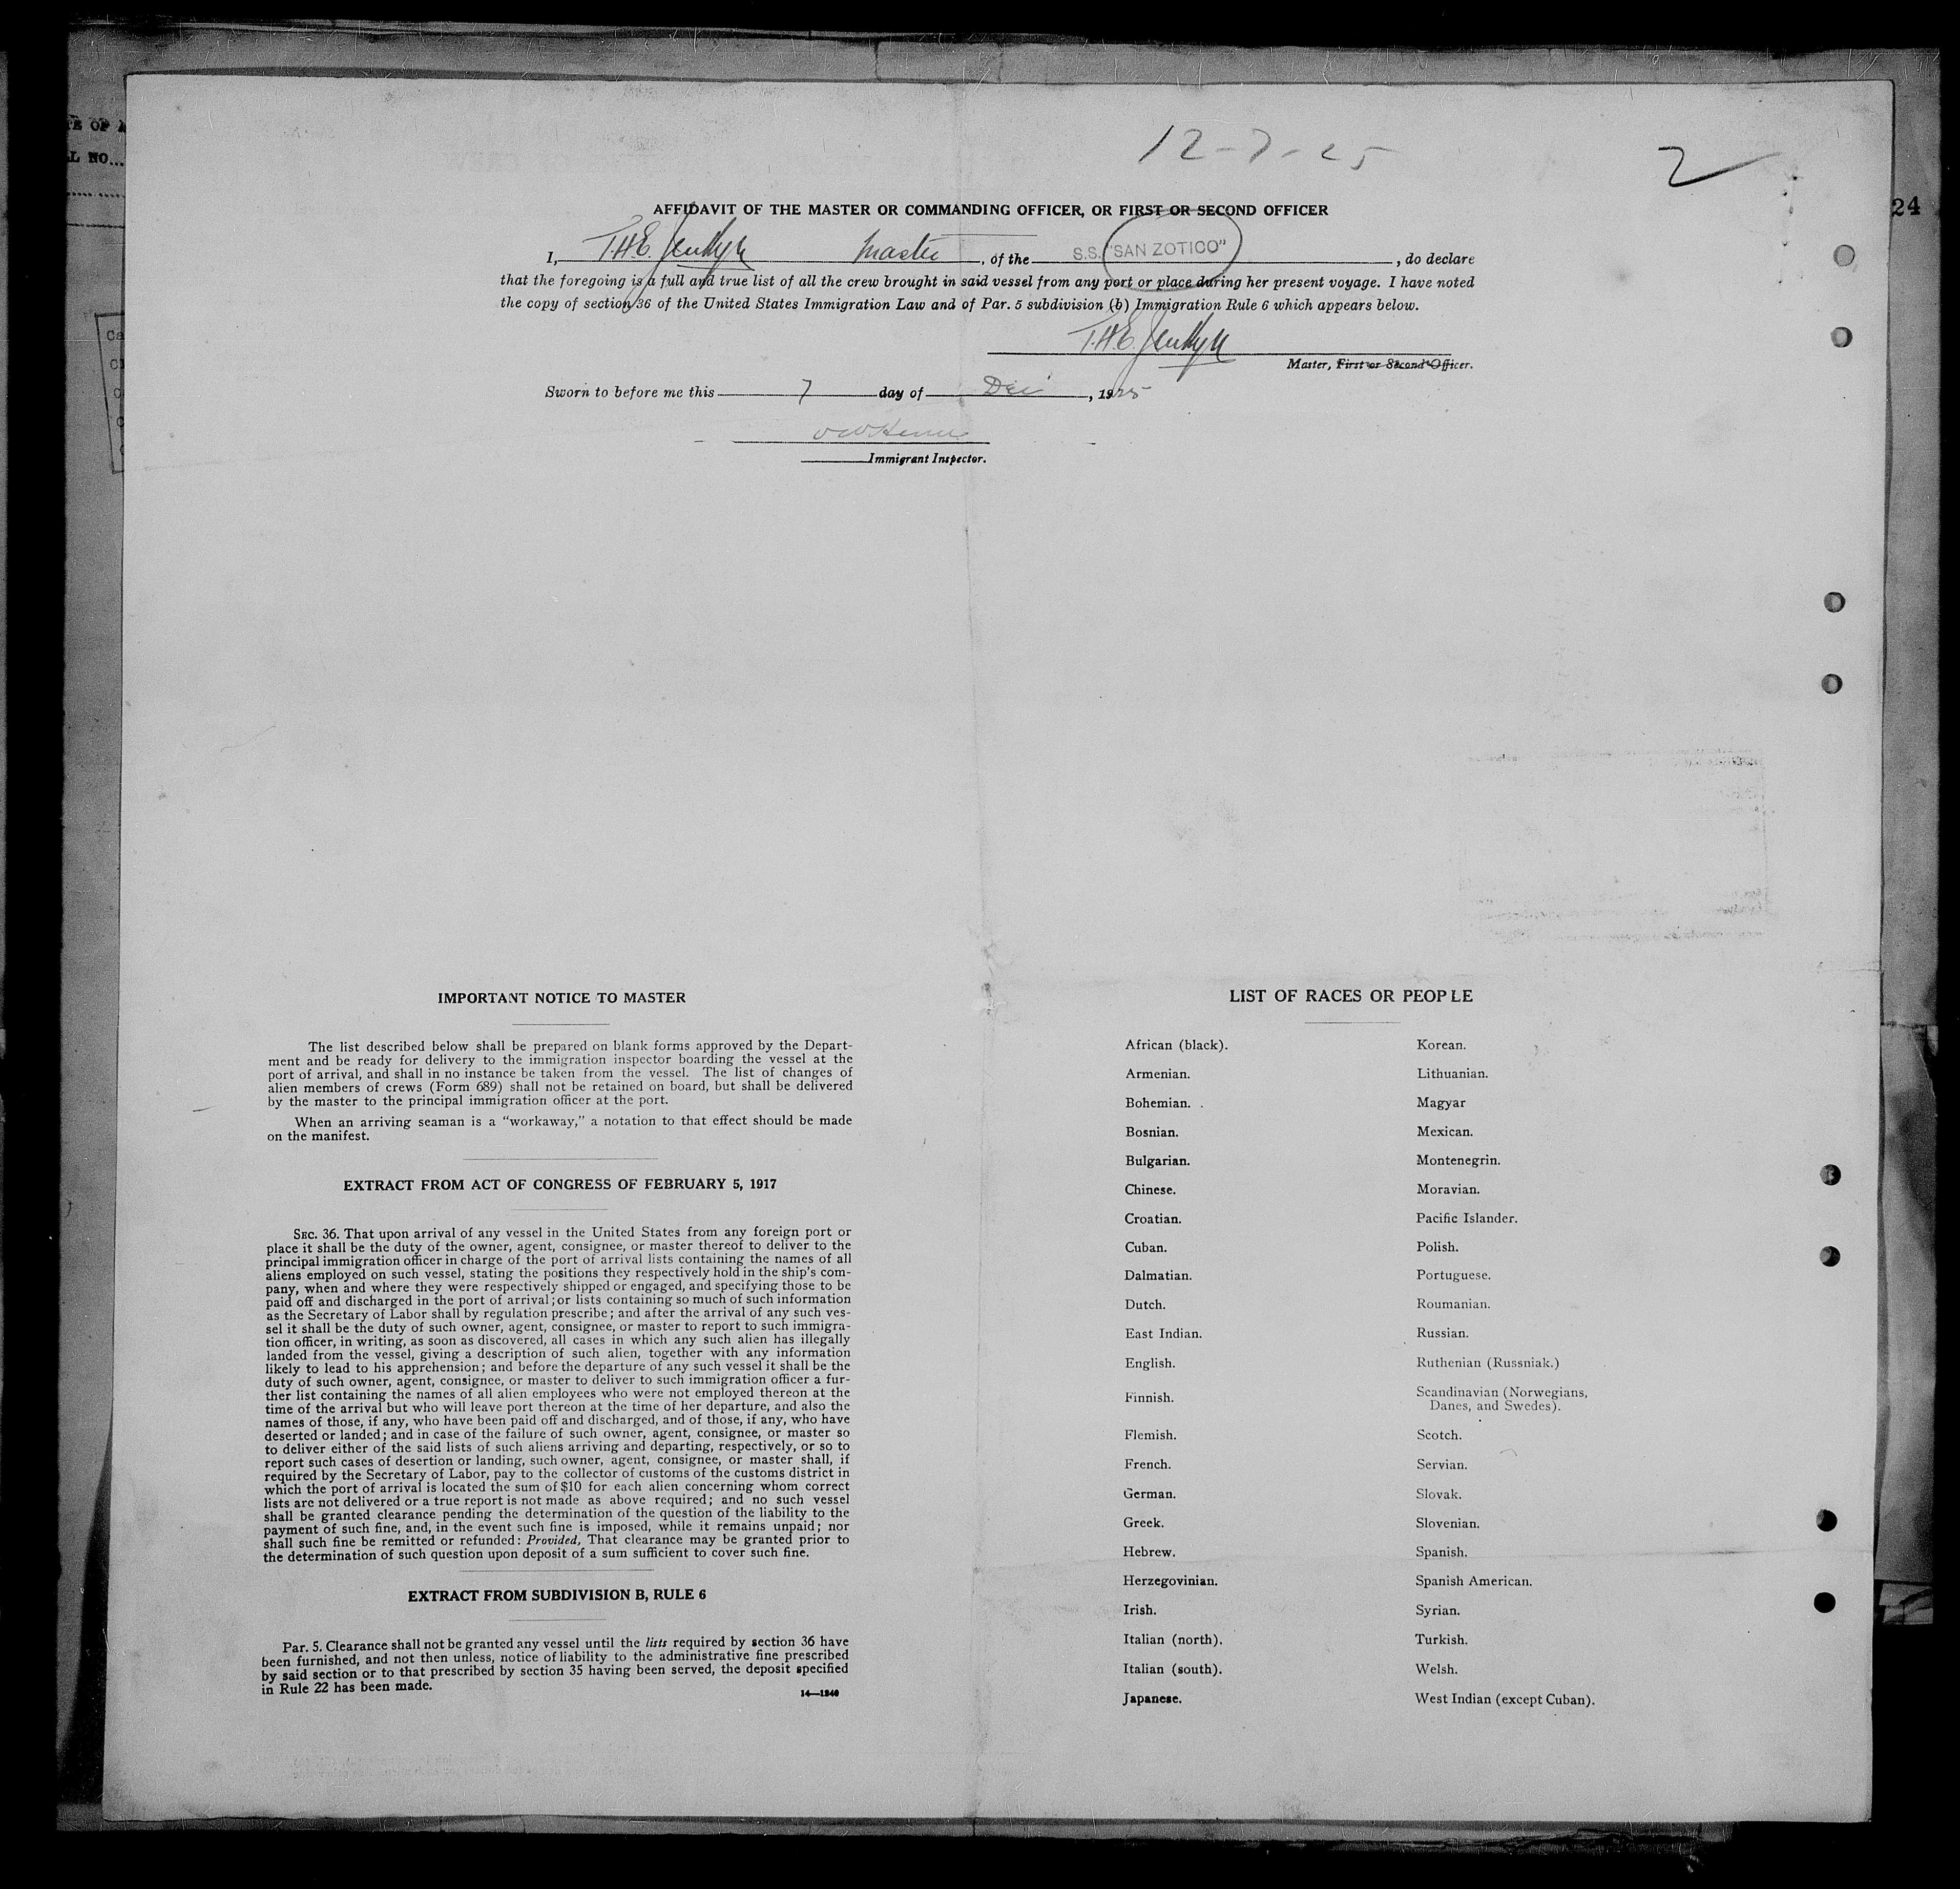 TE OF A
L NO...
24
12-7-25
2
AFFIDAVIT OF THE MASTER OR COMMANDING OFFICER, OR FIRST OR SECOND OFFICER
I, T.H.E. Master, of the S.S. "SAN ZOTICO", do declare
that the foregoing is a full and true list of all the crew brought in said vessel from any port or place during her present voyage. I have noted
the copy of section 36 of the United States Immigration Law and of Par. 5 subdivision (b) Immigration Rule 6 which appears below.
T.H.E.
Master, First or Second Officer.
Sworn to before me this 7 day of Dec, 1925
Immigrant Inspector.
IMPORTANT NOTICE TO MASTER
The list described below shall be prepared on blank forms approved by the Depart-
ment and be ready for delivery to the immigration inspector boarding the vessel at the
port of arrival, and shall in no instance be taken from the vessel. The list of changes of
alien members of crews (Form 689) shall not be retained on board, but shall be delivered
by the master to the principal immigration officer at the port.
When an arriving seaman is a "workaway," a notation to that effect should be made
on the manifest.
EXTRACT FROM ACT OF CONGRESS OF FEBRUARY 5, 1917
SEC. 36. That upon arrival of any vessel in the United States from any foreign port or
place it shall be the duty of the owner, agent, consignee, or master thereof to deliver to the
principal immigration officer in charge of the port of arrival lists containing the names of all
aliens employed on such vessel, stating the positions they respectively hold in the ship's com-
pany, when and where they were respectively shipped or engaged, and specifying those to be
paid off and discharged in the port of arrival; or lists containing so much of such information
as the Secretary of Labor shall by regulation prescribe; and after the arrival of any such ves-
sel it shall be the duty of such owner, agent, consignee, or master to report to such immigra-
tion officer, in writing, as soon as discovered, all cases in which any such alien has illegally
landed from the vessel, giving a description of such alien, together with any information
likely to lead to his apprehension; and before the departure of any such vessel it shall be the
duty of such owner, agent, consignee, or master to deliver to such immigration officer a fur-
ther list containing the names of all alien employees who were not employed thereon at the
time of the arrival but who will leave port thereon at the time of her departure, and also the
names of those, if any, who have been paid off and discharged, and of those, if any, who have
deserted or landed; and in case of the failure of such owner, agent, consignee, or master so
to deliver either of the said lists of such aliens arriving and departing, respectively, or so to
report such cases of desertion or landing, such owner, agent, consignee, or master shall, if
required by the Secretary of Labor, pay to the collector of customs of the customs district in
which the port of arrival is located the sum of $10 for each alien concerning whom correct
lists are not delivered or a true report is not made as above required; and no such vessel
shall be granted clearance pending the determination of the question of the liability to the
payment of such fine, and, in the event such fine is imposed, while it remains unpaid; nor
shall such fine be remitted or refunded: Provided, That clearance may be granted prior to
the determination of such question upon deposit of a sum sufficient to cover such fine.
EXTRACT FROM SUBDIVISION B, RULE 6
Par. 5. Clearance shall not be granted any vessel until the lists required by section 36 have
been furnished, and not then unless, notice of liability to the administrative fine prescribed
by said section or to that prescribed by section 35 having been served, the deposit specified
in Rule 22 has been made.
14—1240
LIST OF RACES OR PEOPLE
African (black).
Armenian.
Bohemian.
Bosnian.
Bulgarian.
Chinese.
Croatian.
Cuban.
Dalmatian.
Dutch.
East Indian.
English.
Finnish.
Flemish.
French.
German.
Greek.
Hebrew.
Herzegovinian.
Irish.
Italian (north).
Italian (south).
Japanese.
Korean.
Lithuanian.
Magyar
Mexican.
Montenegrin.
Moravian.
Pacific Islander.
Polish.
Portuguese.
Roumanian.
Russian.
Ruthenian (Russniak.)
Scandinavian (Norwegians,
Danes, and Swedes).
Scotch.
Servian.
Slovak.
Slovenian.
Spanish.
Spanish American.
Syrian.
Turkish.
Welsh.
West Indian (except Cuban).